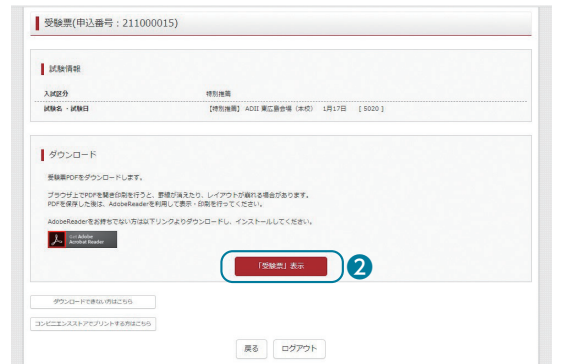 受験票(申込番号：211000015)
試験情報
入試区分 特別推薦
試験名・試験日 【特別推薦】 AOII 東広島会場（本校） 1月17日 [ 5020 ]
ダウンロード
受験票PDFをダウンロードします。
ブラウザ上でPDFを開き印刷を行うと、罫線が消えたり、レイアウトが崩れる場合があります。
PDFを保存した後は、AdobeReaderを利用して表示・印刷を行ってください。
AdobeReaderをお持ちでない方は以下リンクよりダウンロードし、インストールしてください。
Get Adobe
Acrobat Reader
「受験票」表示
2
ダウンロードできない方はこちら
コンビニエンスストアでプリントする方はこちら
戻る ログアウト